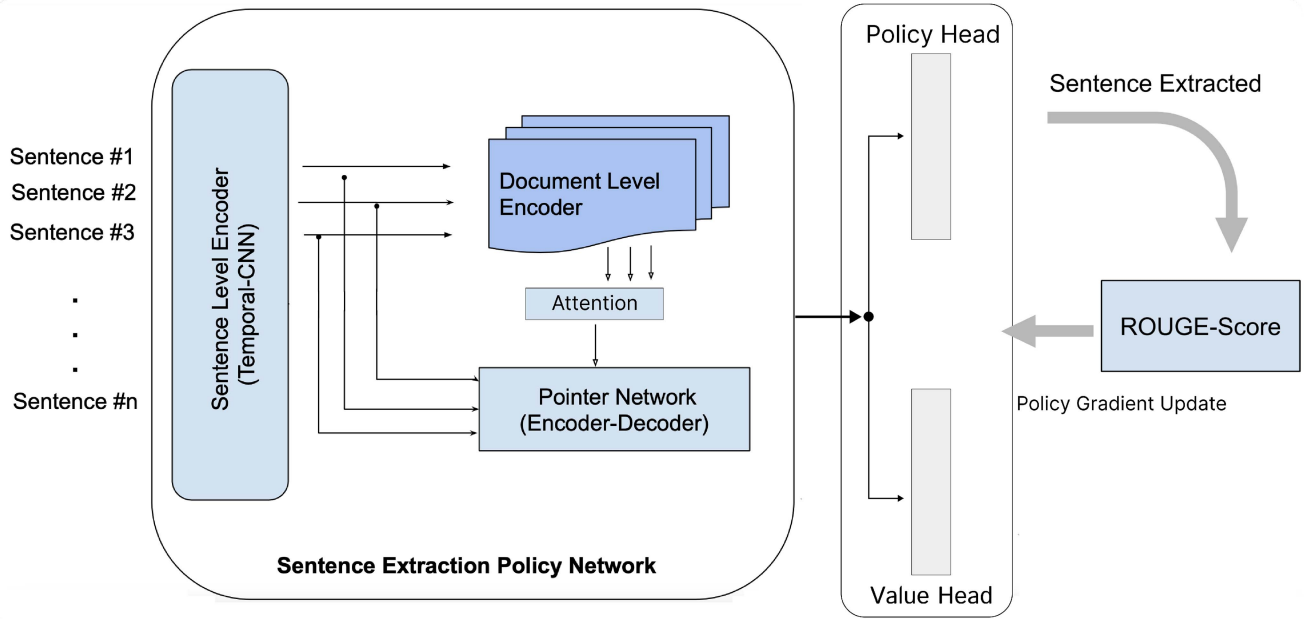 Sentence #1
Sentence #2
Sentence #3
.
.
.
Sentence #n
Sentence Level Encoder
(Temporal-CNN)
Document Level
Encoder
Attention
Pointer Network
(Encoder-Decoder)
Sentence Extraction Policy Network
Policy Head
Value Head
Sentence Extracted
ROUGE-Score
Policy Gradient Update